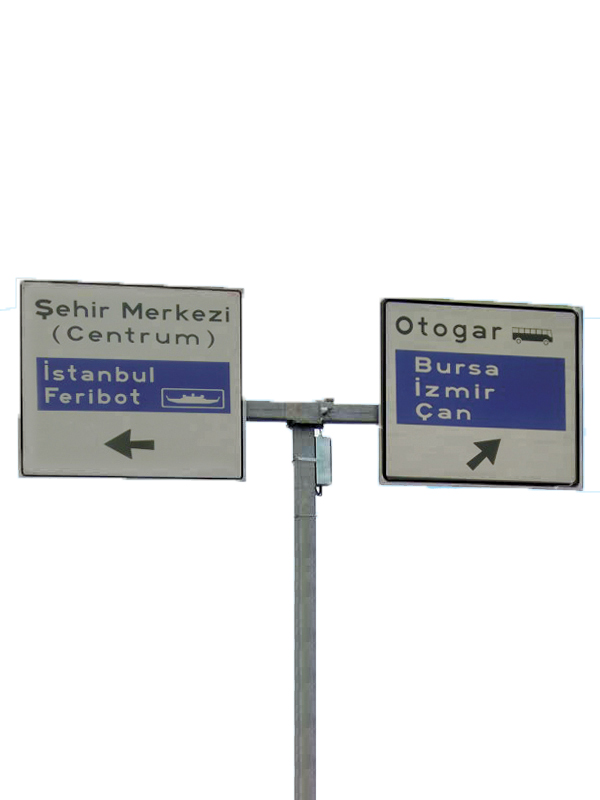 Şehir Merkezi
(Centrum)
İstanbul
Feribot
Otogar
Bursa
İzmir
Çan